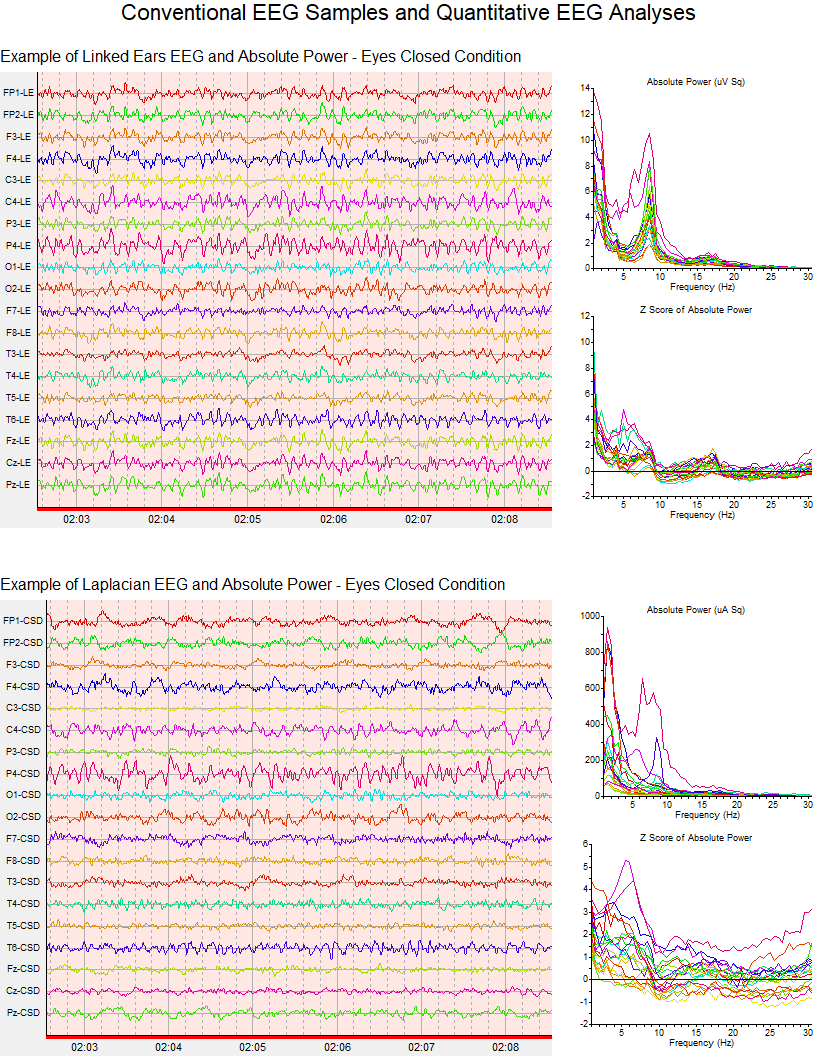 Conventional EEG Samples and Quantitative EEG Analyses
Example of Linked Ears EEG and Absolute Power - Eyes Closed Condition
FP1-LE
FP2-LE
F3-LE
F4-LE
C3-LE
C4-LE
P3-LE
P4-LE
O1-LE
O2-LE
F7-LE
F8-LE
T3-LE
T4-LE
T5-LE
T6-LE
Fz-LE
Cz-LE
Pz-LE
02:03 02:04 02:05 02:06 02:07 02:08
Absolute Power (uV Sq)
14
12
10
8
6
4
2
0
5 10 15 20 25 30
Frequency (Hz)
Z Score of Absolute Power
12
10
8
6
4
2
0
-2
5 10 15 20 25 30
Frequency (Hz)
Example of Laplacian EEG and Absolute Power - Eyes Closed Condition
FP1-CSD
FP2-CSD
F3-CSD
F4-CSD
C3-CSD
C4-CSD
P3-CSD
P4-CSD
O1-CSD
O2-CSD
F7-CSD
F8-CSD
T3-CSD
T4-CSD
T5-CSD
T6-CSD
Fz-CSD
Cz-CSD
Pz-CSD
02:03 02:04 02:05 02:06 02:07 02:08
Absolute Power (uA Sq)
1000
800
600
400
200
0
5 10 15 20 25 30
Frequency (Hz)
Z Score of Absolute Power
6
5
4
3
2
1
0
-1
-2
5 10 15 20 25 30
Frequency (Hz)